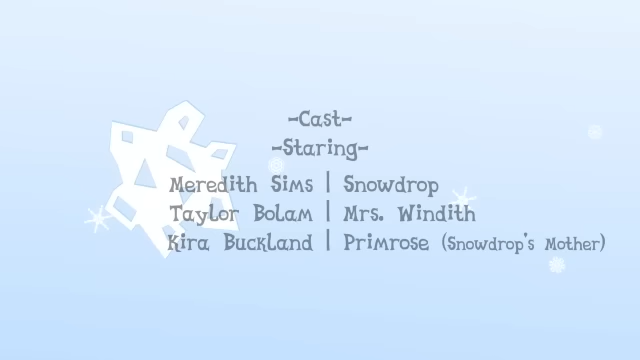 -Cast-
-Staring-
Meredith Sims | Snowdrop
Taylor Bolam | Mrs. Windith
Kira Buckland | Primrose (Snowdrop's Mother)